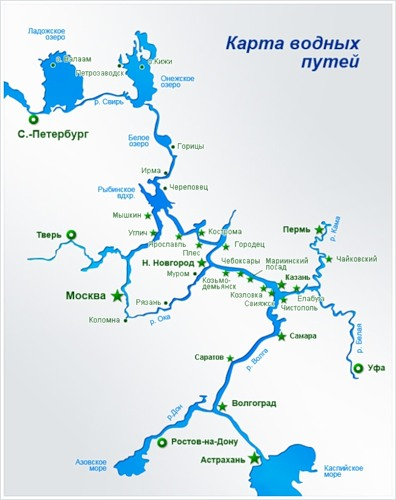 Ладожское
озеро
о.Валаам
о.Кижи
Петрозаводск
Онежское
озеро
Карта водных
путей
р. Свирь
С.-Петербург
Белое
озеро
Горицы
Ирма
Череповец
Рыбинское
вдхр.
Мышкин
Тверь
Углич
Ярославль
Кострома
Плес
Городец
Пермь
р. Кама
Н. Новгород
Чебоксары
Мариинский
посад
Чайковский
Муром
Казань
Козьмо-
демьянск
Москва
Козловка
Елабуга
Свияжск
Чистополь
Рязань
р. Ока
Коломна
р. Белая
Самара
Саратов
р. Волга
Уфа
Волгоград
р.Дон
Ростов-на-Дону
Азовское
море
Астрахань
Каспийское
море